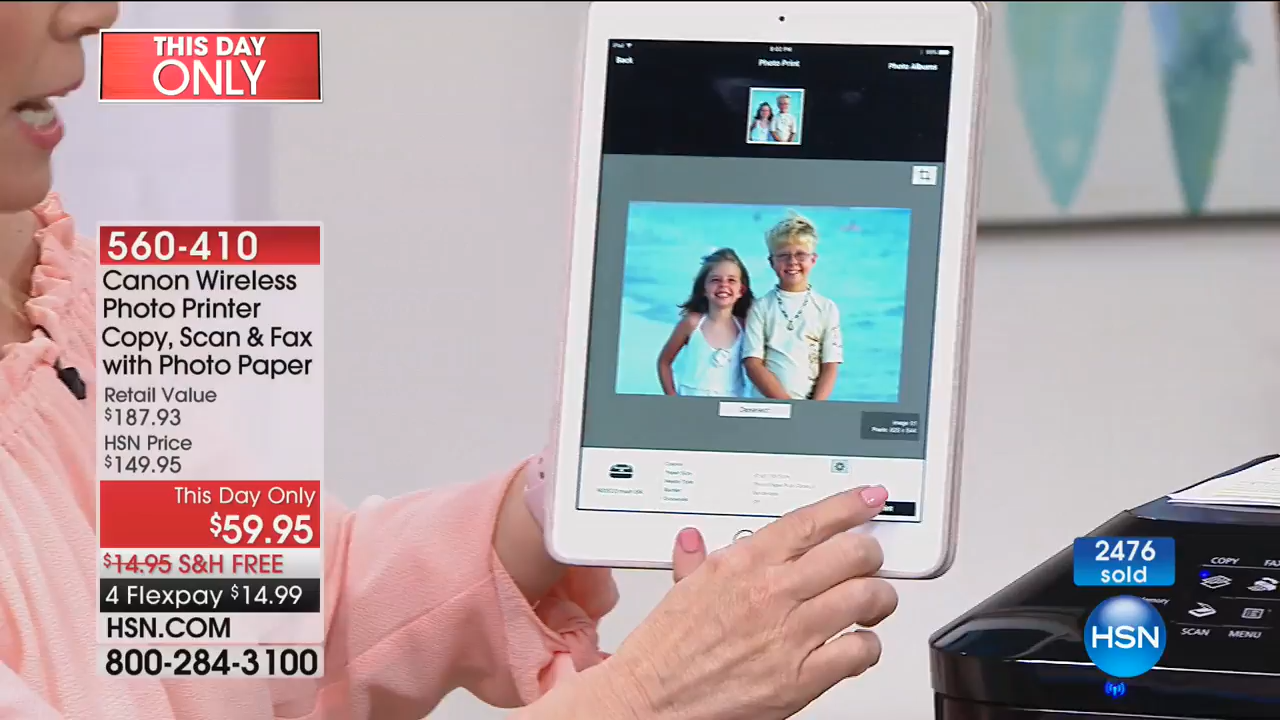 THIS DAY
ONLY
560-410
Canon Wireless
Photo Printer
Copy, Scan & Fax
with Photo Paper
Retail Value
$187.93
HSN Price
$149.95
This Day Only
$59.95
$14.95 S&H FREE
4 Flexpay $14.99
HSN.COM
800-284-3100
iPad
Back
Photo Print
Photo Albums
Deselect
2476
sold
HSN
COPY
SCAN
MENU